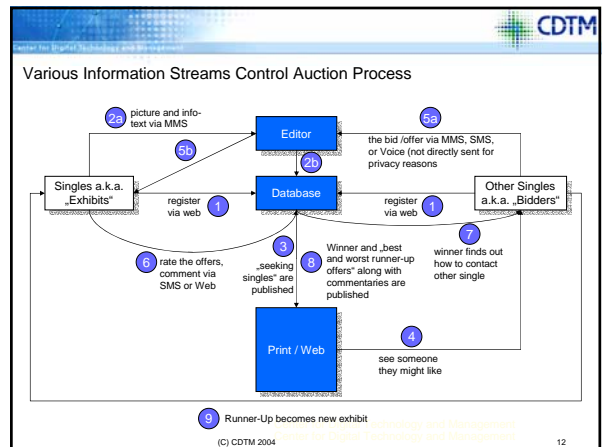 CDTM
Center for Digital Technology and Management
Various Information Streams Control Auction Process
2a
picture and info-
text via MMS
Editor
5a
the bid /offer via MMS, SMS,
or Voice (not directly sent for
privacy reasons
5b
2b
Singles a.k.a.
„Exhibits“
register
via web
1
Database
register
via web
1
Other Singles
a.k.a. „Bidders“
6
rate the offers,
comment via
SMS or Web
3
„seeking
singles“ are
published
8
Winner and „best
and worst runner-up
offers“ along with
commentaries are
published
7
winner finds out
how to contact
other single
Print / Web
4
see someone
they might like
9
Runner-Up becomes new exhibit
(C) CDTM 2004
12